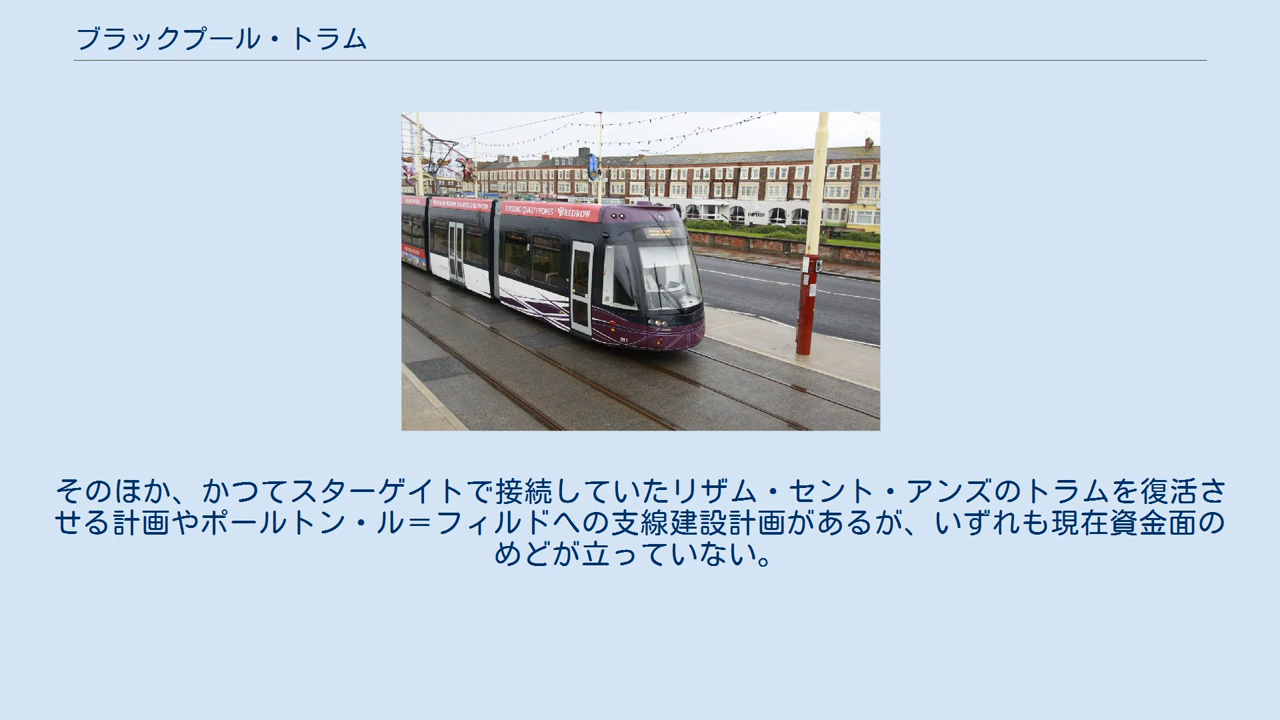 ブラックプール・トラム
REDROW
そのほか、かつてスターゲイトで接続していたリザム・セント・アンズのトラムを復活さ
せる計画やポールトン・ル＝フィルドへの支線建設計画があるが、いずれも現在資金面の
めどが立っていない。